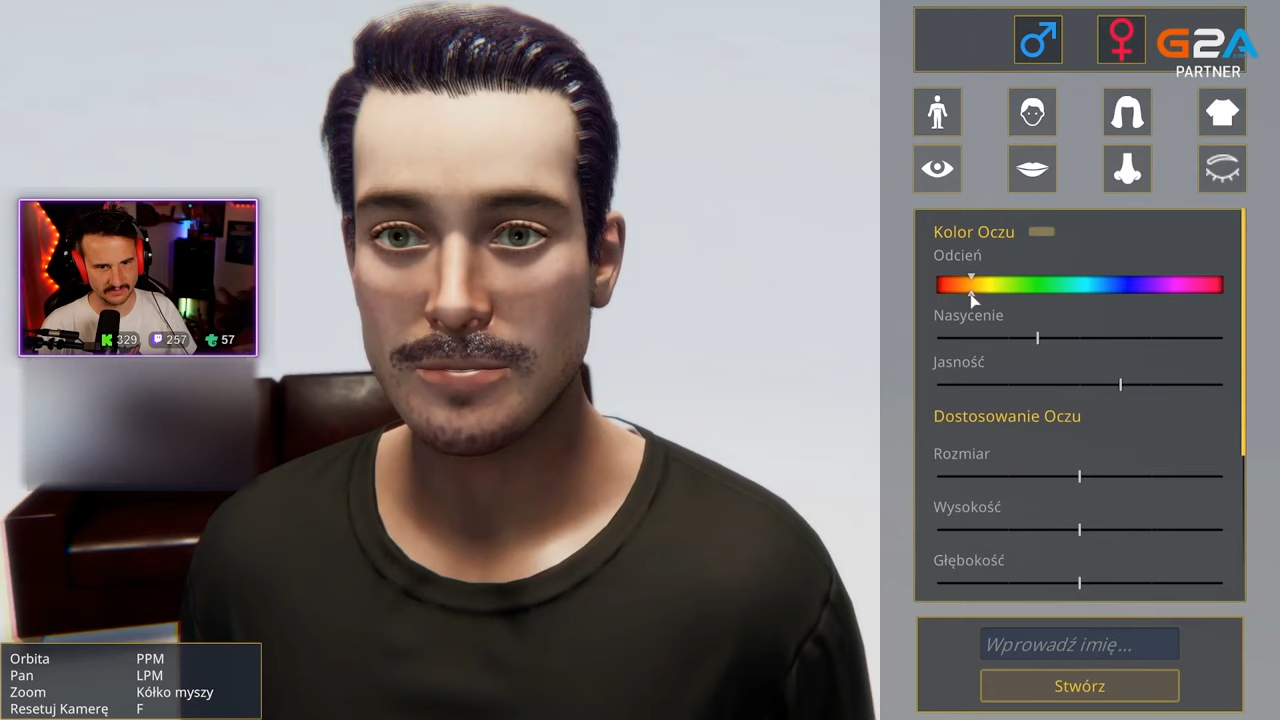 G2A
PARTNER
Kolor Oczu
Odcień
Nasycenie
Jasność
Dostosowanie Oczu
Rozmiar
Wysokość
Głębokość
Wprowadź imię...
Stwórz
329 257 57
Orbita PPM
Pan LPM
Zoom Kółko myszy
Resetuj Kamerę F